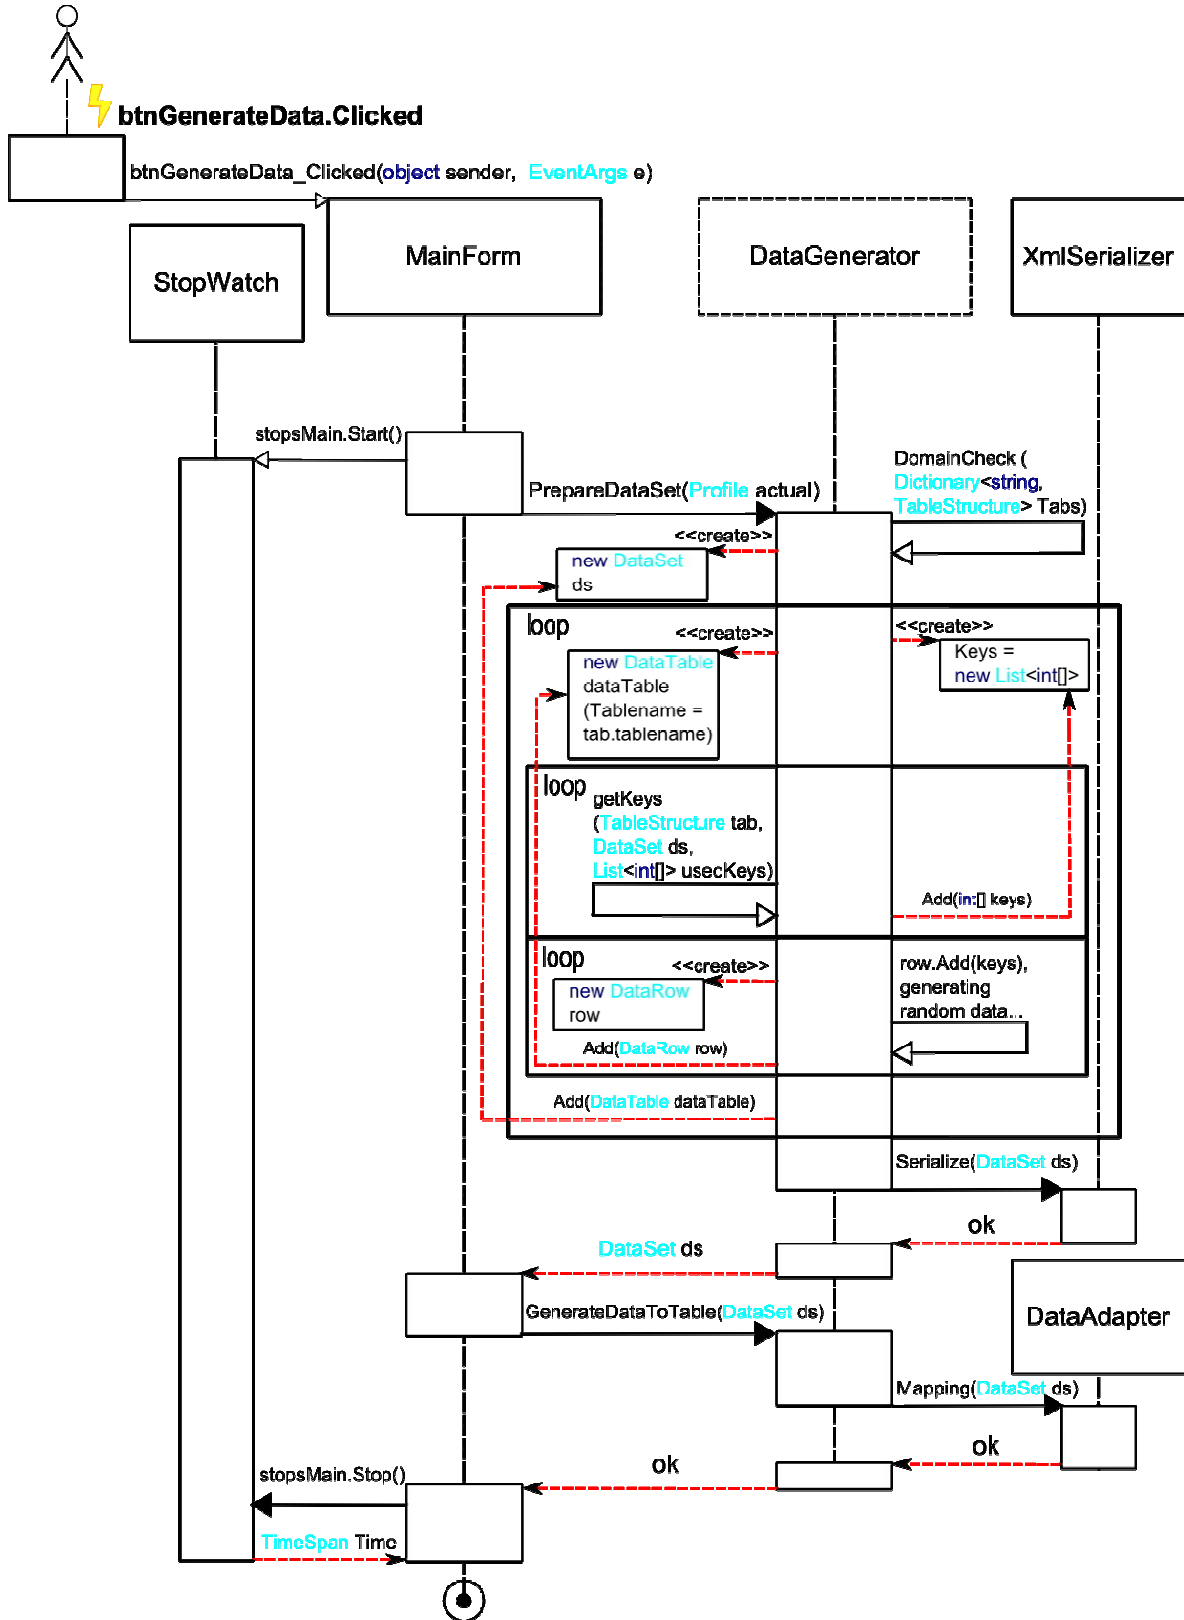 btnGenerateData.Clicked
btnGenerateData_Clicked(object sender, EventArgs e)
MainForm
DataGenerator
XmlSerializer
StopWatch
stopsMain.Start()
DomainCheck (
Dictionary<string,
TableStructure> Tabs)
PrepareDataSet(Profile actual)
<<create>>
new DataSet
ds
loop
<<create>>
<<create>>
new DataTable
dataTable
(Tablename =
tab.tablename)
Keys =
new List<int[]>
loop
getKeys
(TableStructure tab,
DataSet ds,
List<int[]> usecKeys)
Add(in:[] keys)
loop
<<create>>
new DataRow
row
row.Add(keys),
generating
random data...
Add(DataRow row)
Add(DataTable dataTable)
Serialize(DataSet ds)
ok
DataSet ds
GenerateDataToTable(DataSet ds)
DataAdapter
Mapping(DataSet ds)
ok
ok
stopsMain.Stop()
TimeSpan Time